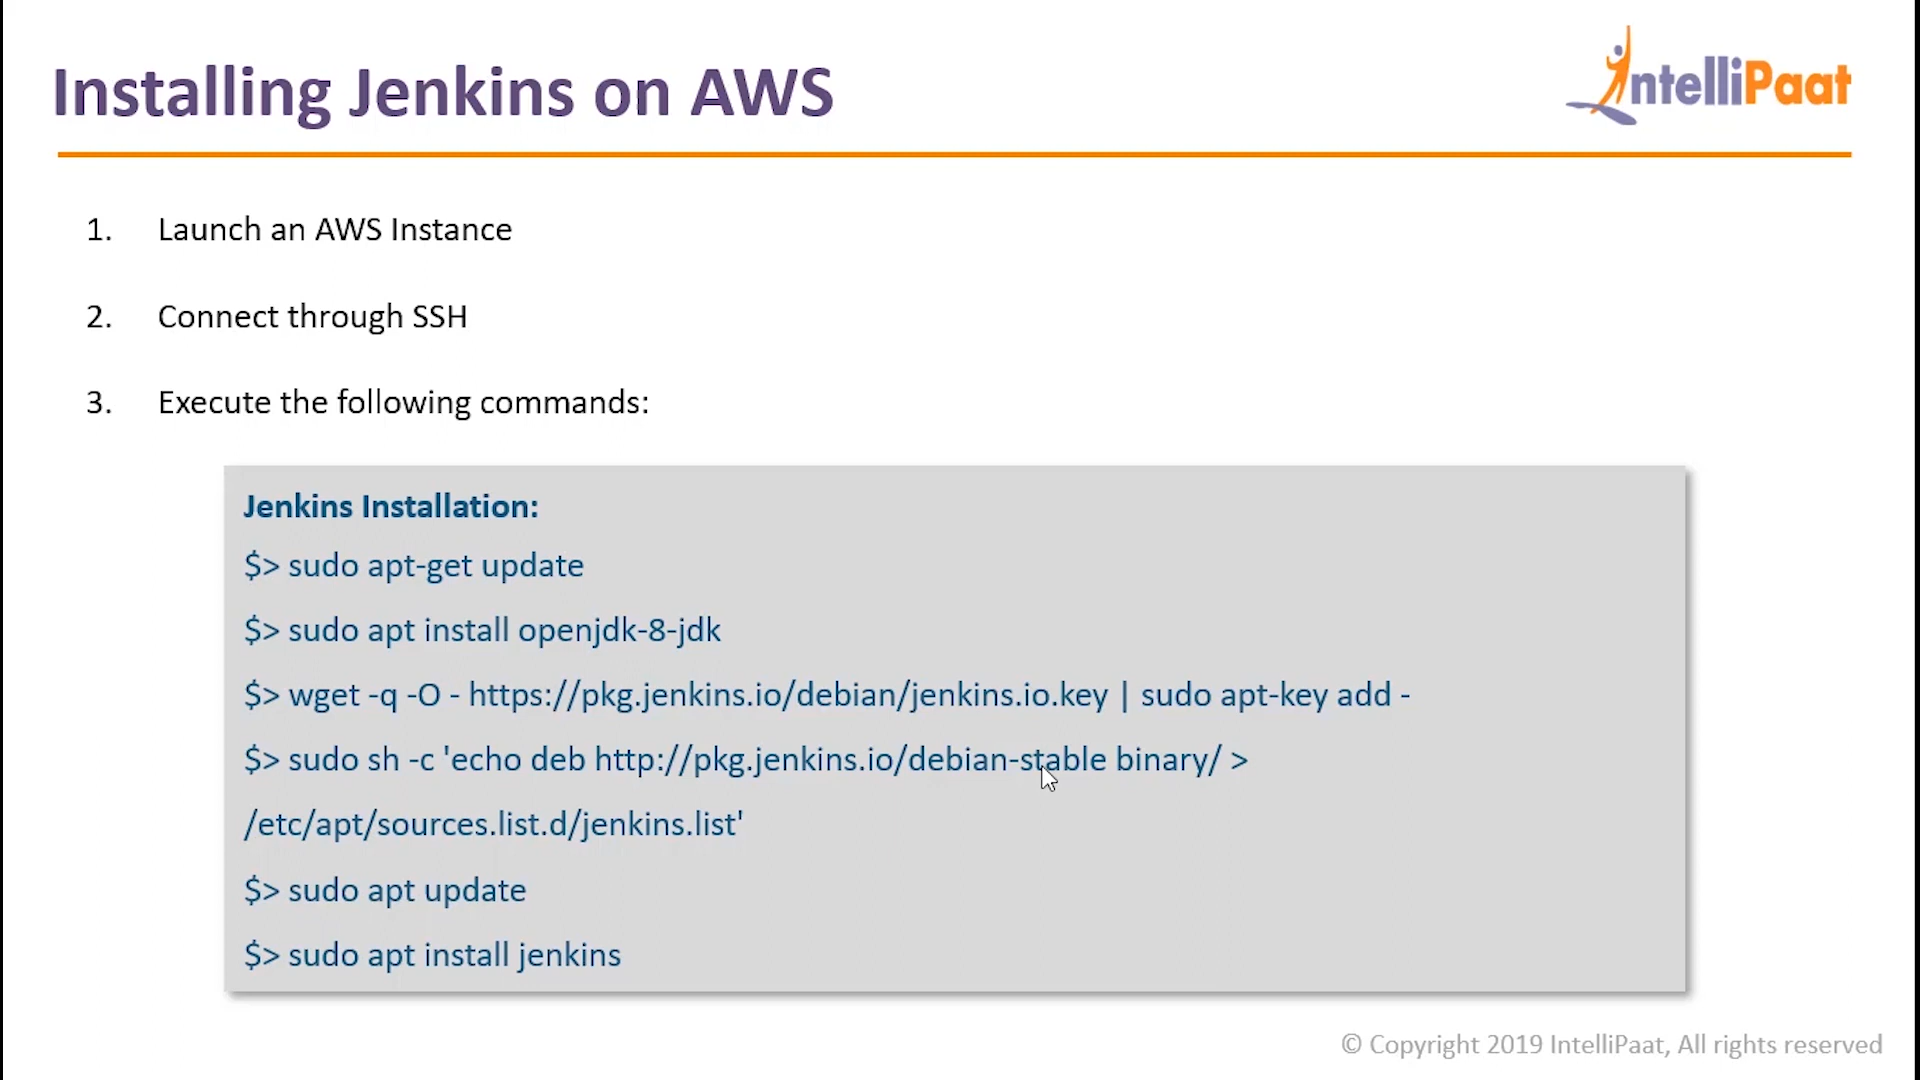 Installing Jenkins on AWS
IntelliPaat
1. Launch an AWS Instance
2. Connect through SSH
3. Execute the following commands:
Jenkins Installation:
$> sudo apt-get update
$> sudo apt install openjdk-8-jdk
$> wget -q -O - https://pkg.jenkins.io/debian/jenkins.io.key | sudo apt-key add -
$> sudo sh -c 'echo deb http://pkg.jenkins.io/debian-stable binary/ >
/etc/apt/sources.list.d/jenkins.list'
$> sudo apt update
$> sudo apt install jenkins
© Copyright 2019 IntelliPaat, All rights reserved